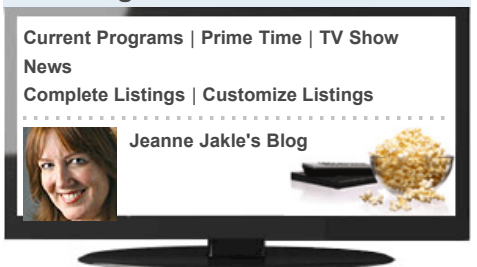 Current Programs | Prime Time | TV Show
News
Complete Listings | Customize Listings
Jeanne Jakle's Blog